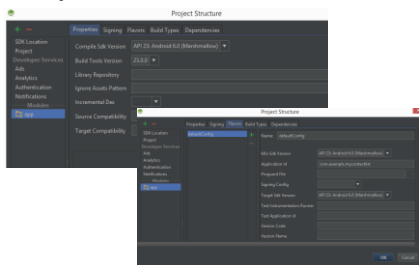 Project Structure
Properties Signing Flavors Build Types Dependencies
SDK Location
Project
Developer Services
Ads
Analytics
Authentication
Notifications
Modules
app
Compile Sdk Version API 23: Android 6.0 (Marshmallow)
Build Tools Version 23.0.0
Library Repository
Ignore Assets Pattern
Incremental Dex
Source Compatibility
Target Compatibility
Project Structure
Properties Signing Flavors Build Types Dependencies
SDK Location
Project
Developer Services
Ads
Analytics
Authentication
Notifications
Modules
app
defaultConfig
Name: defaultConfig
Min Sdk Version API 23: Android 6.0 (Marshmallow)
Application Id
Proguard File
Signing Config
Target Sdk Version API 23: Android 6.0 (Marshmallow)
Test Instrumentation Runner
Test Application Id
Version Code
Version Name
OK Cancel